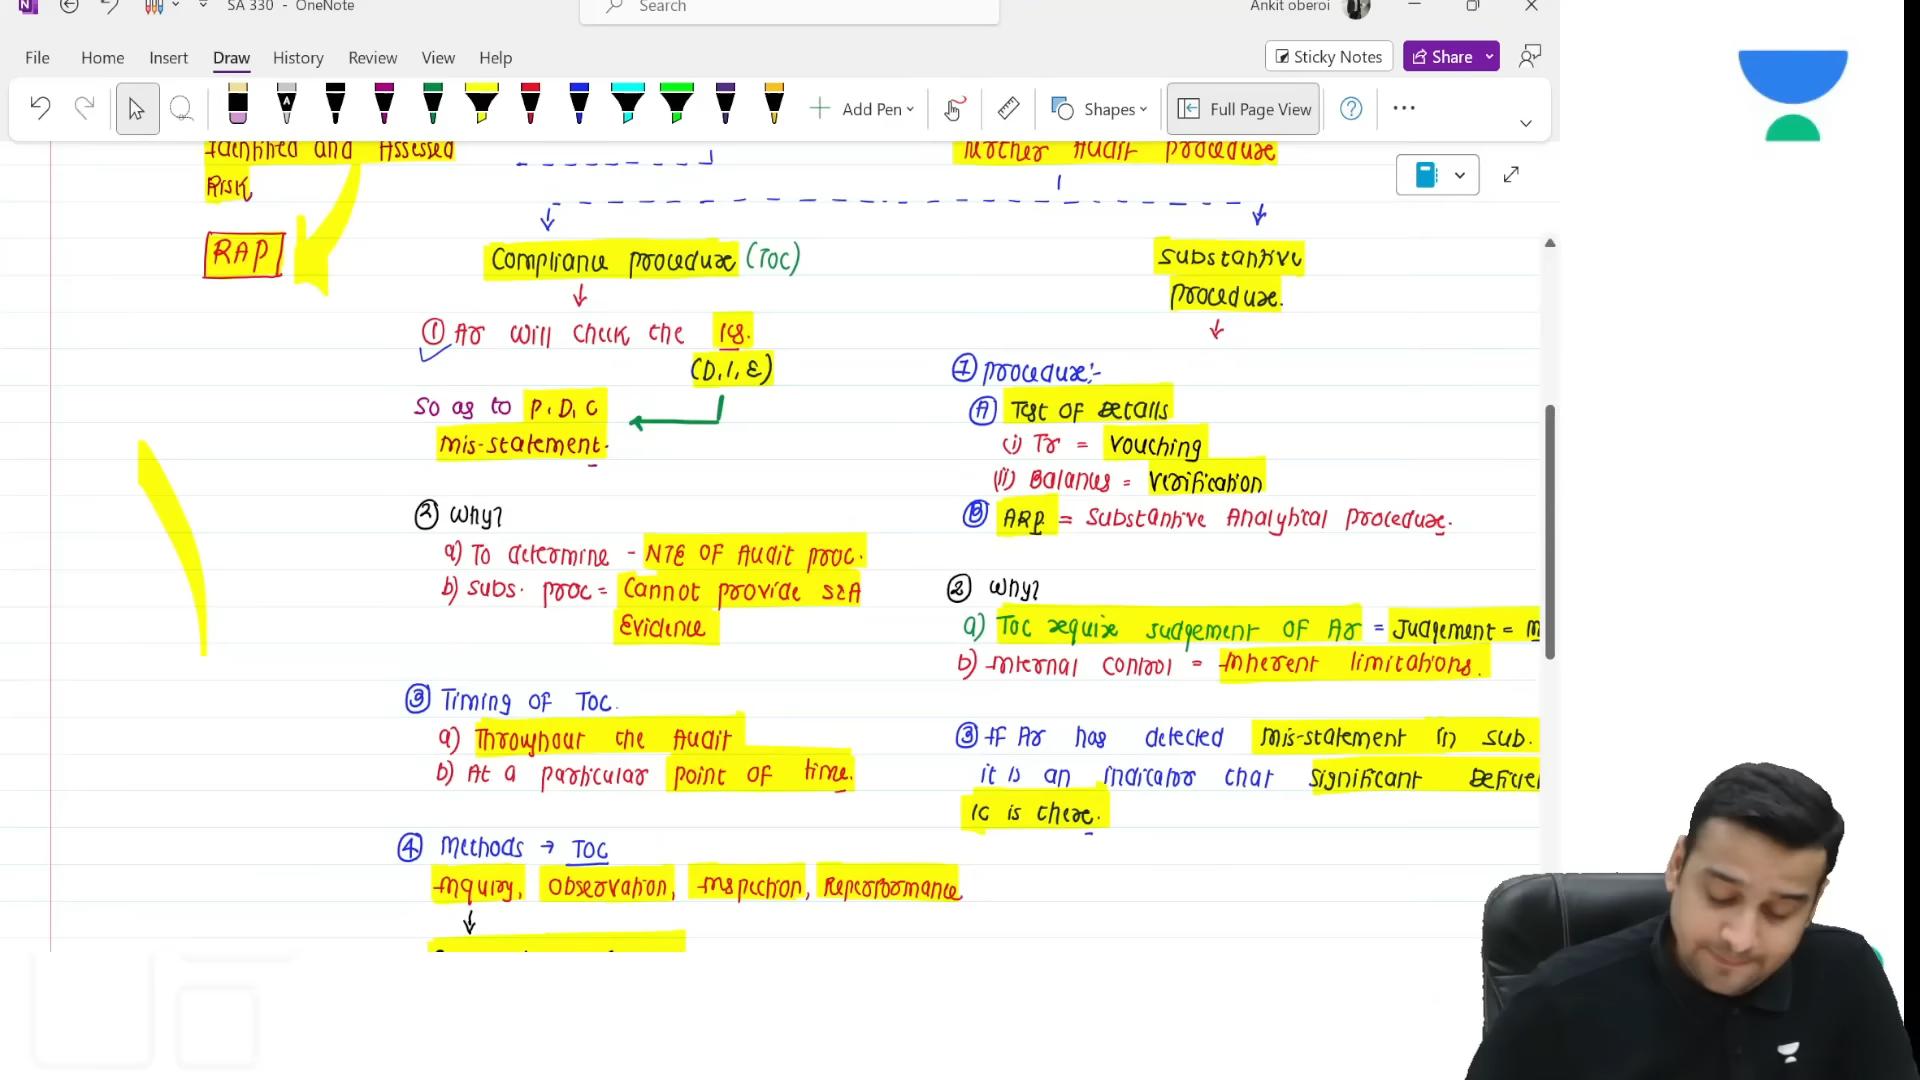 SA 330 - OneNote
Search
Ankit oberoi
File Home Insert Draw History Review View Help
Sticky Notes
Share
Add Pen
Shapes
Full Page View
Identified and Assessed
Risk
further Audit procedure
RAP
Compliance procedure (TOC)
Substantive
procedure.
① Ar will check the ICS.
(D, I, E)
So as to P, D, C
mis-statement.
① procedure:-
Ⓐ Test OF Details
(i) Tr = Vouching
(ii) Balances = Verification
Ⓑ ARP = Substantive Analytical procedure.
② Why?
a) To determine - NTE OF Audit proc.
b) Subs. proc = Cannot provide S&A
Evidence
② Why?
a) TOC require Judgement OF Ar = Judgement =
b) Internal Control = Inherent limitations.
③ Timing OF TOC.
a) Throughout the Audit
b) At a particular point OF time.
③ If Ar has detected mis-statement in sub.
it is an indicator that significant
IC is there.
④ Methods → TOC
Inquiry, Observation, Inspection, Reperformance